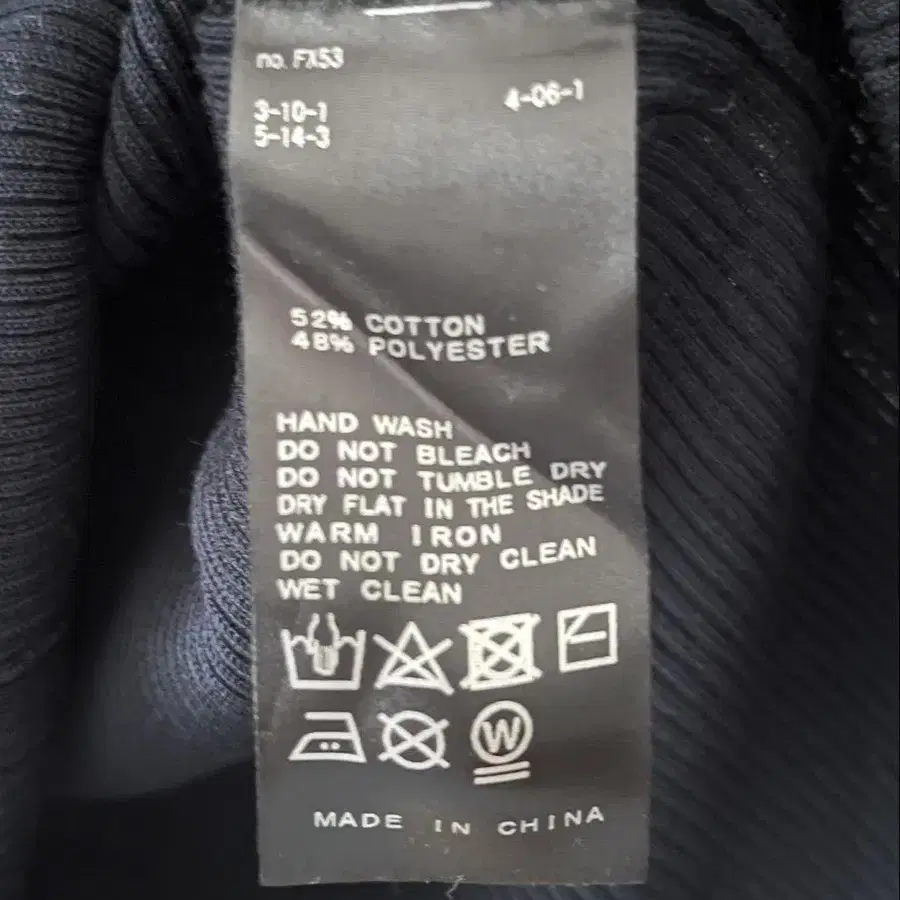 no. FX53
3-10-1 4-06-1
5-14-3
52% COTTON
48% POLYESTER
HAND WASH
DO NOT BLEACH
DO NOT TUMBLE DRY
DRY FLAT IN THE SHADE
WARM IRON
DO NOT DRY CLEAN
WET CLEAN
W
MADE IN CHINA